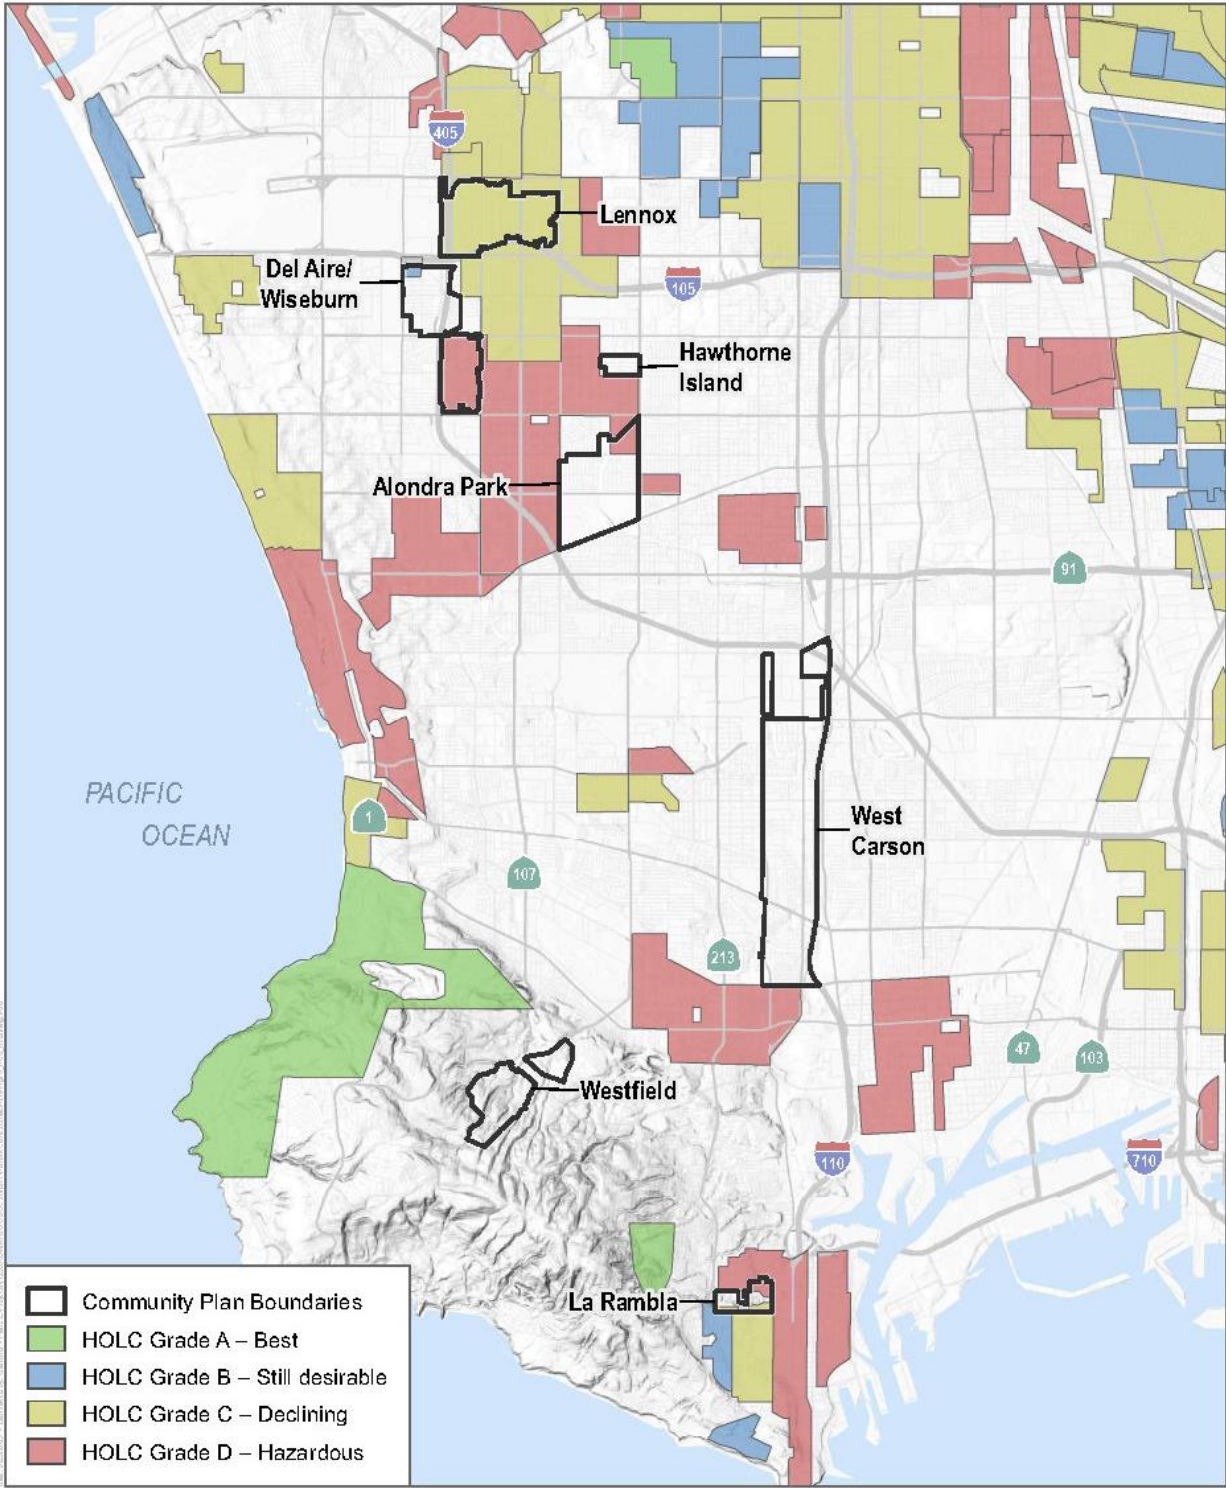 405
Lennox
Del Aire/
Wiseburn
105
Hawthorne
Island
Alondra Park
91
PACIFIC
OCEAN
1
West
Carson
107
213
47
103
Westfield
110
710
La Rambla
Community Plan Boundaries
HOLC Grade A – Best
HOLC Grade B – Still desirable
HOLC Grade C – Declining
HOLC Grade D – Hazardous